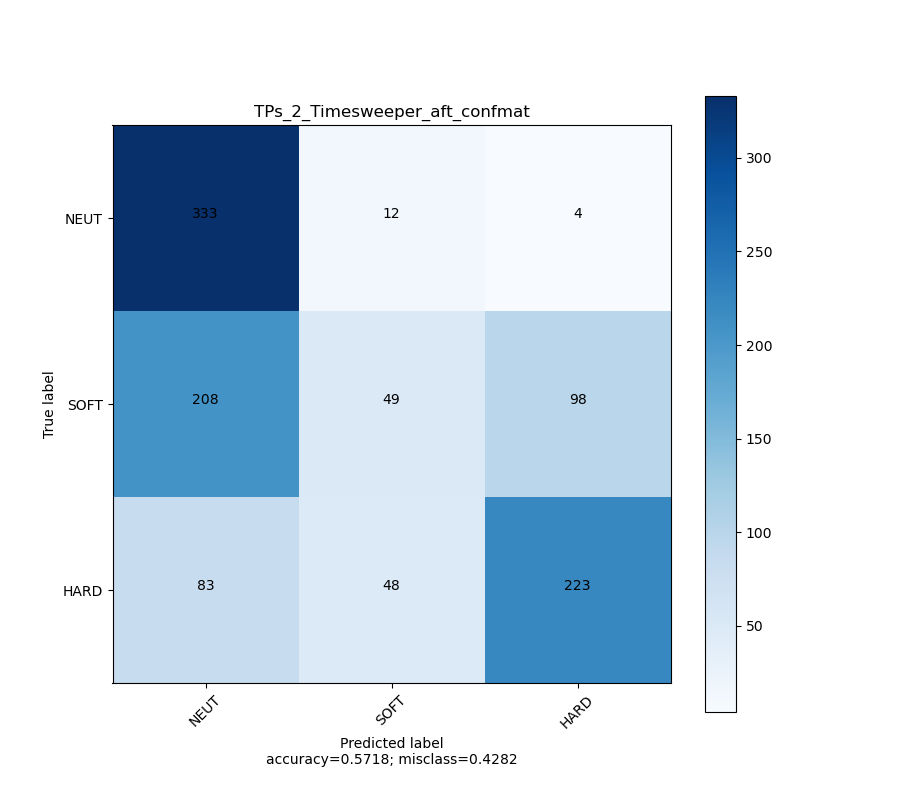 TPs_2_Timesweeper_aft_confmat
NEUT 333 12 4
SOFT 208 49 98
HARD 83 48 223
NEUT SOFT HARD
True label
Predicted label
accuracy=0.5718; misclass=0.4282
300
250
200
150
100
50